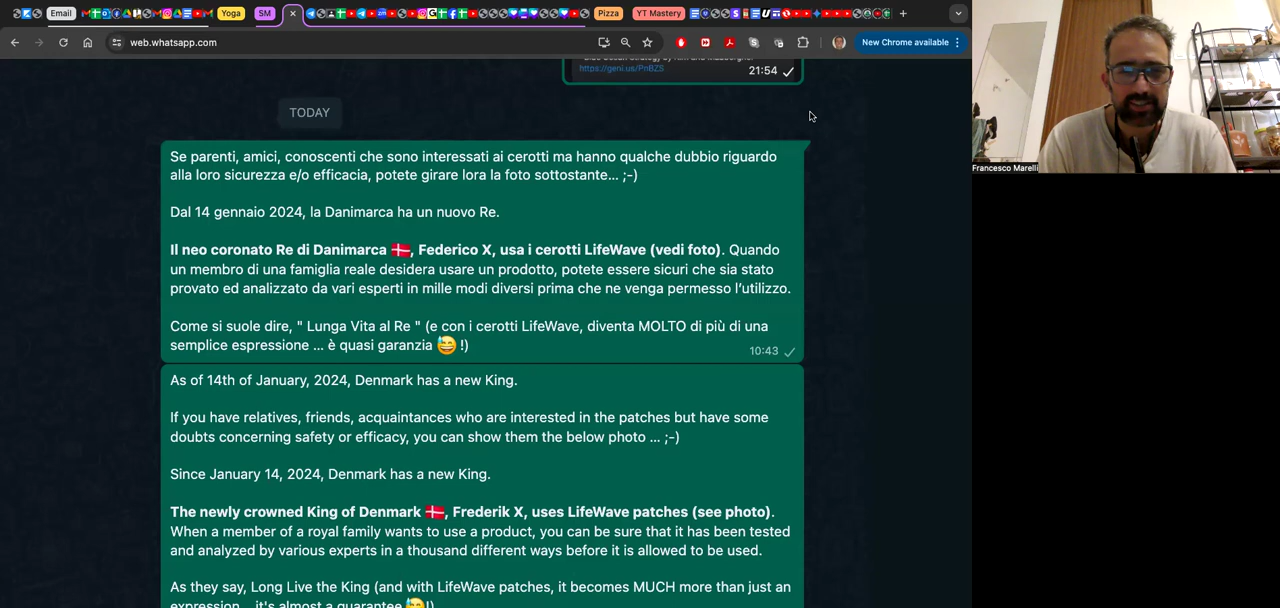 Email
Yoga
SM
Pizza
YT Mastery
web.whatsapp.com
New Chrome available
https://geni.us/PnBZS
21:54
TODAY
Se parenti, amici, conoscenti che sono interessati ai cerotti ma hanno qualche dubbio riguardo
alla loro sicurezza e/o efficacia, potete girare lora la foto sottostante... ;-)
Dal 14 gennaio 2024, la Danimarca ha un nuovo Re.
Il neo coronato Re di Danimarca 🇩🇰, Federico X, usa i cerotti LifeWave (vedi foto). Quando
un membro di una famiglia reale desidera usare un prodotto, potete essere sicuri che sia stato
provato ed analizzato da vari esperti in mille modi diversi prima che ne venga permesso l'utilizzo.
Come si suole dire, " Lunga Vita al Re " (e con i cerotti LifeWave, diventa MOLTO di più di una
semplice espressione ... è quasi garanzia 😅 !)
10:43
As of 14th of January, 2024, Denmark has a new King.
If you have relatives, friends, acquaintances who are interested in the patches but have some
doubts concerning safety or efficacy, you can show them the below photo ... ;-)
Since January 14, 2024, Denmark has a new King.
The newly crowned King of Denmark 🇩🇰, Frederik X, uses LifeWave patches (see photo).
When a member of a royal family wants to use a product, you can be sure that it has been tested
and analyzed by various experts in a thousand different ways before it is allowed to be used.
As they say, Long Live the King (and with LifeWave patches, it becomes MUCH more than just an
expression... it's almost a guarantee 😅!)
Francesco Marelli